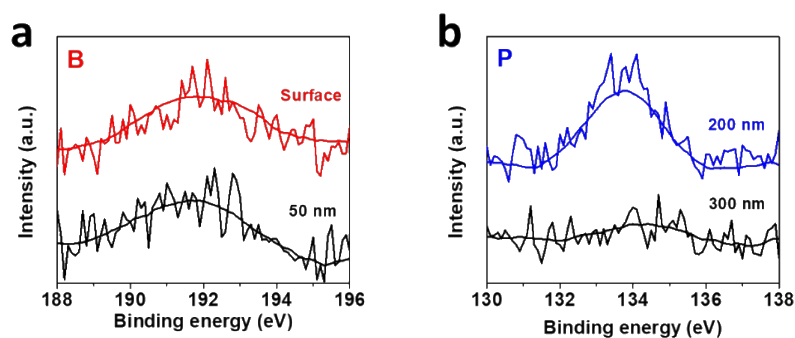 a
B
Surface
50 nm
Intensity (a.u.)
188 190 192 194 196
Binding energy (eV)
b
P
200 nm
300 nm
Intensity (a.u.)
130 132 134 136 138
Binding energy (eV)